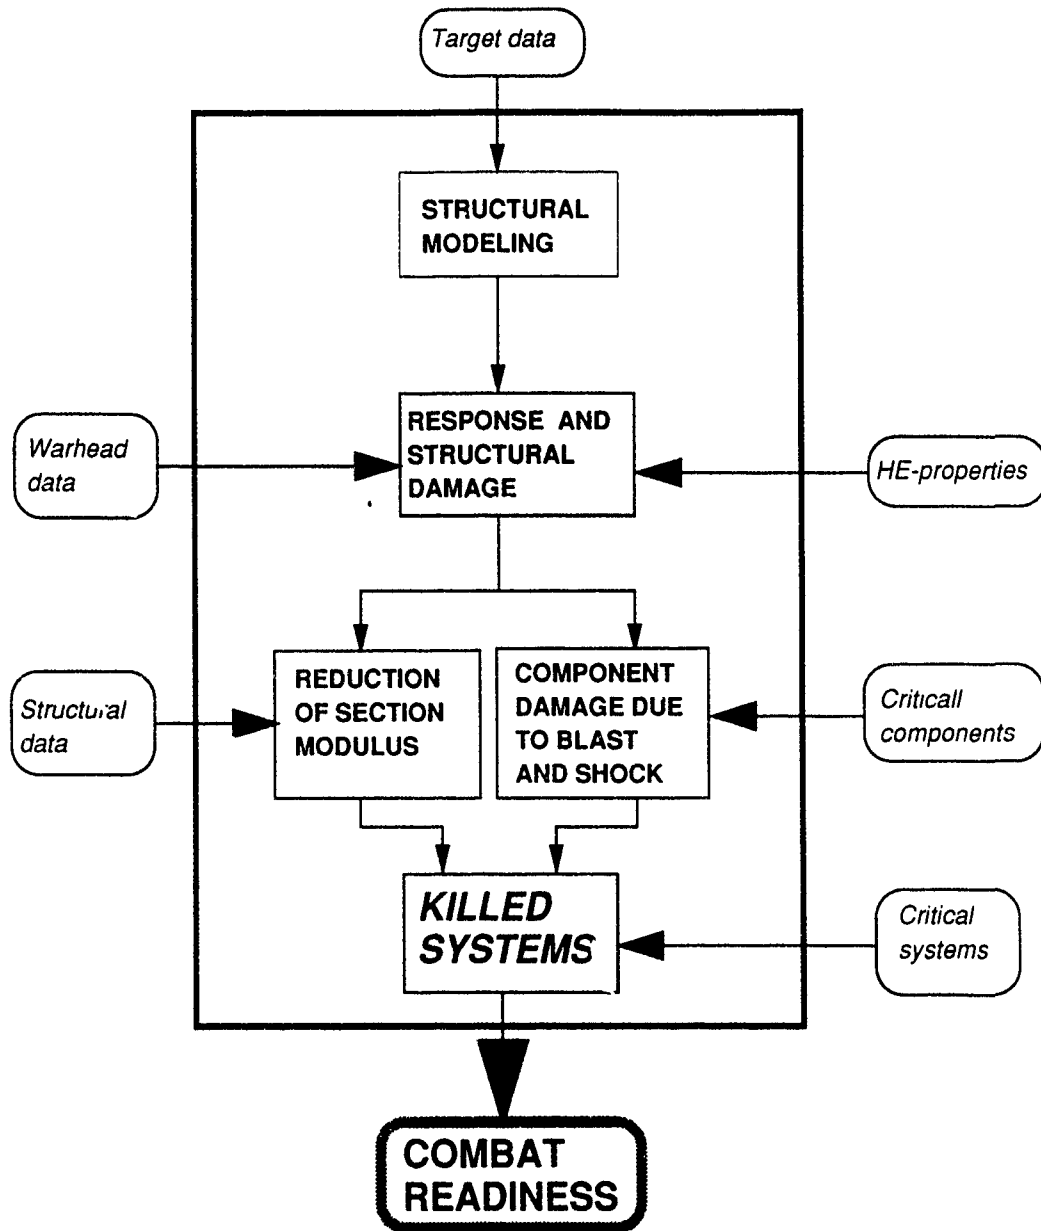 Target data
STRUCTURAL
MODELING
RESPONSE AND
STRUCTURAL
DAMAGE
Warhead
data
HE-properties
REDUCTION
OF SECTION
MODULUS
COMPONENT
DAMAGE DUE
TO BLAST
AND SHOCK
Structural
data
Criticall
components
KILLED
SYSTEMS
Critical
systems
COMBAT
READINESS